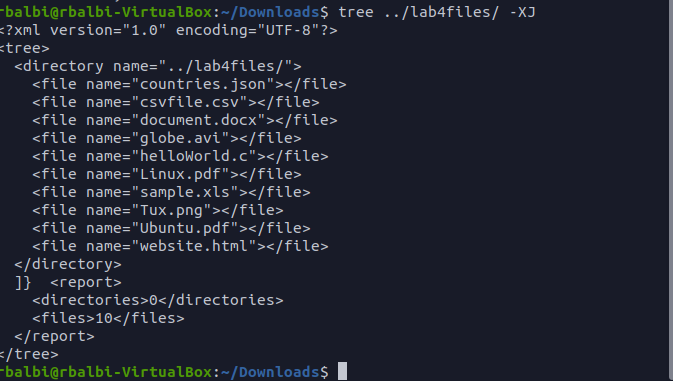 rbalbi@rbalbi-VirtualBox:~/Downloads$ tree ../lab4files/ -XJ
<?xml version="1.0" encoding="UTF-8"?>
<tree>
  <directory name="../lab4files/">
    <file name="countries.json"></file>
    <file name="csvfile.csv"></file>
    <file name="document.docx"></file>
    <file name="globe.avi"></file>
    <file name="helloWorld.c"></file>
    <file name="Linux.pdf"></file>
    <file name="sample.xls"></file>
    <file name="Tux.png"></file>
    <file name="Ubuntu.pdf"></file>
    <file name="website.html"></file>
  </directory>
  ]}  <report>
    <directories>0</directories>
    <files>10</files>
  </report>
</tree>
rbalbi@rbalbi-VirtualBox:~/Downloads$